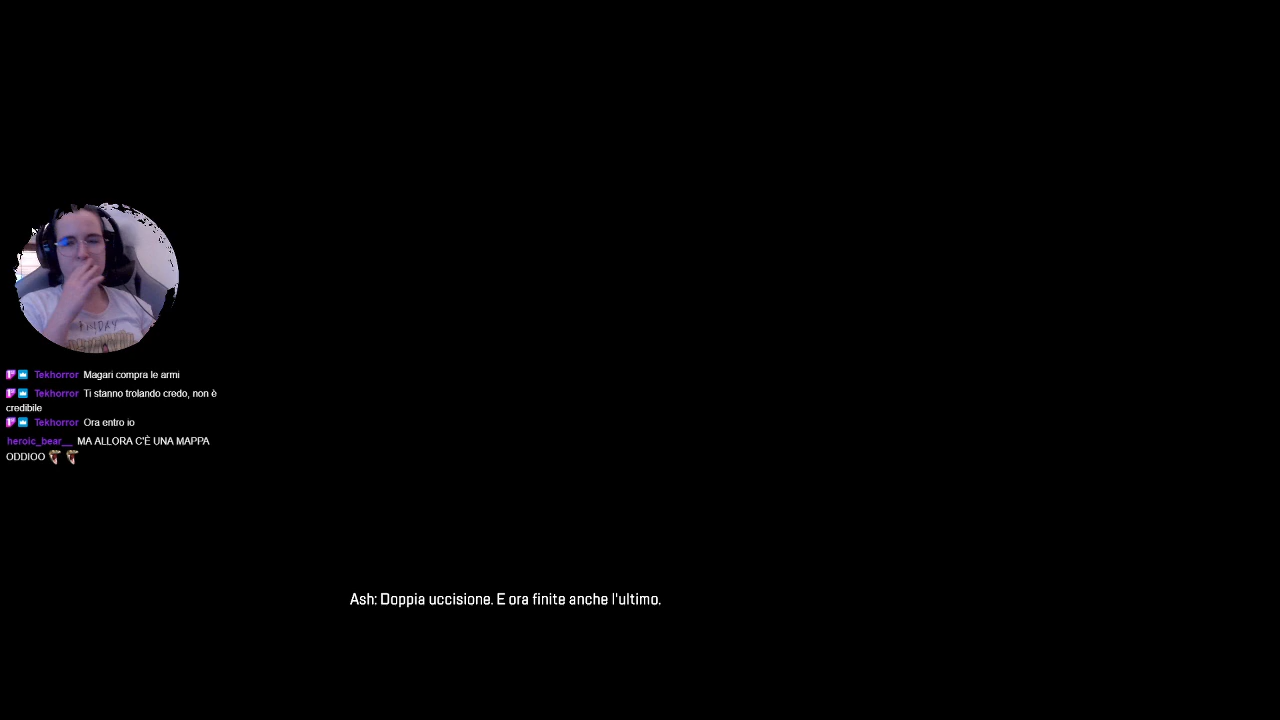 Tekhorror Magari compra le armi
Tekhorror Ti stanno trolando credo, non è
credibile
Tekhorror Ora entro io
heroic_bear__ MA ALLORA C'È UNA MAPPA
ODDIOO
Ash: Doppia uccisione. E ora finite anche l'ultimo.